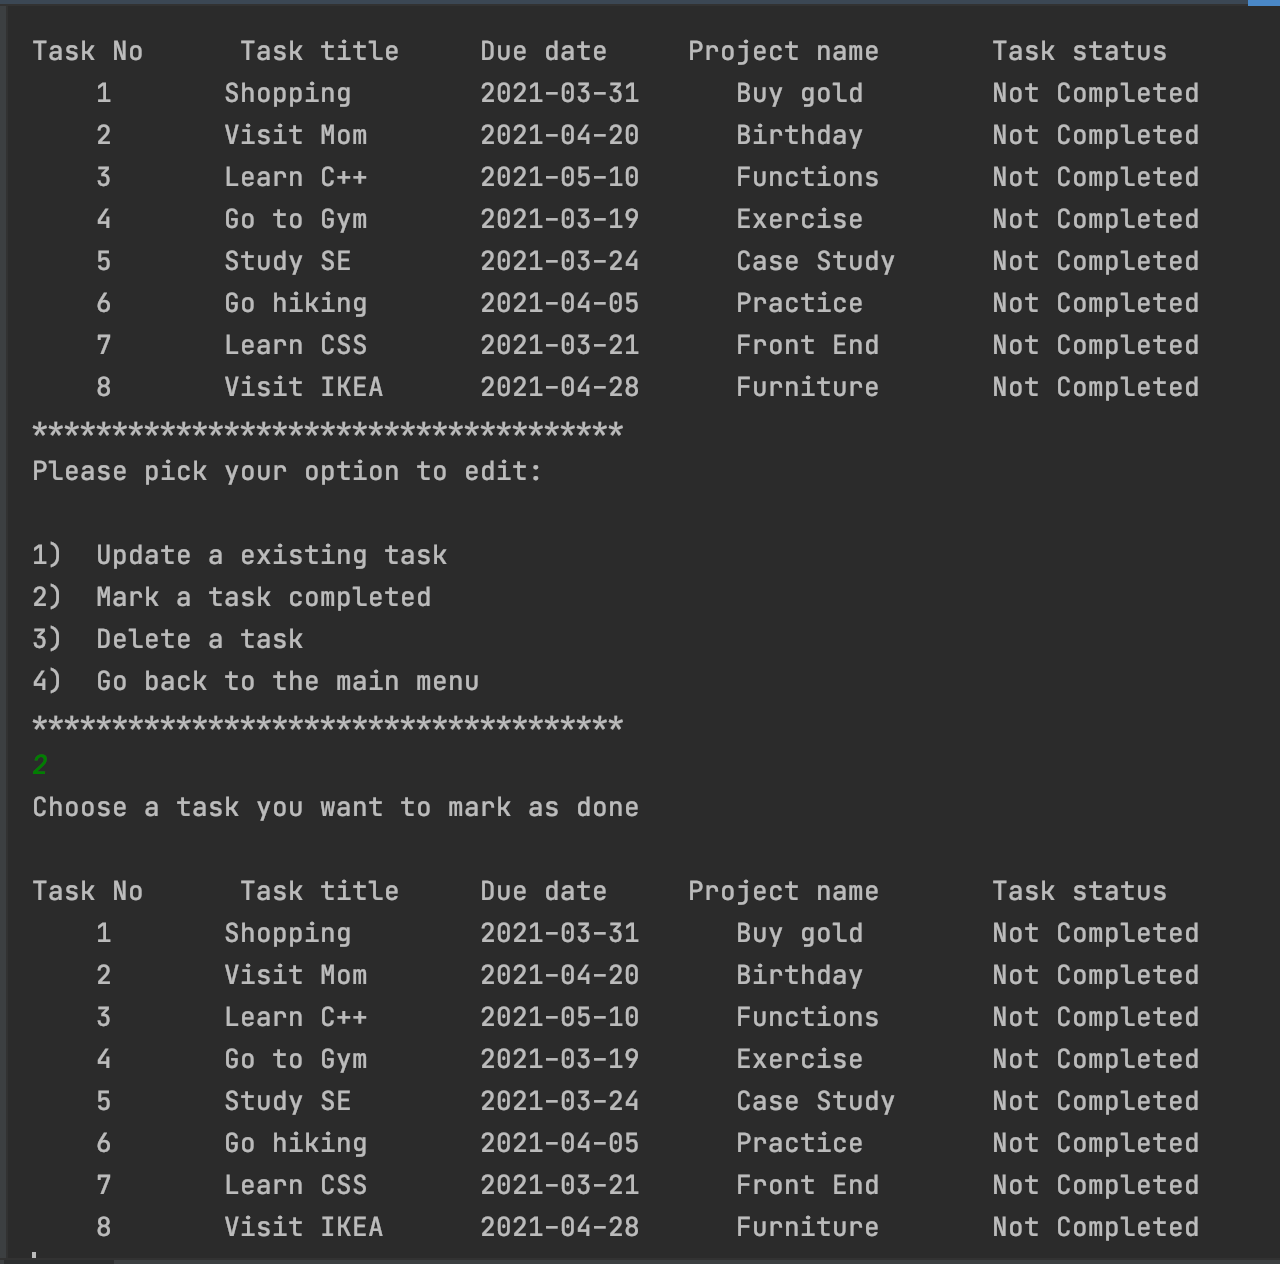 Task No      Task title     Due date     Project name       Task status
    1       Shopping        2021-03-31      Buy gold        Not Completed
    2       Visit Mom       2021-04-20      Birthday        Not Completed
    3       Learn C++       2021-05-10      Functions       Not Completed
    4       Go to Gym       2021-03-19      Exercise        Not Completed
    5       Study SE        2021-03-24      Case Study      Not Completed
    6       Go hiking       2021-04-05      Practice        Not Completed
    7       Learn CSS       2021-03-21      Front End       Not Completed
    8       Visit IKEA      2021-04-28      Furniture       Not Completed
*************************************
Please pick your option to edit:

1)  Update a existing task
2)  Mark a task completed
3)  Delete a task
4)  Go back to the main menu
*************************************
2
Choose a task you want to mark as done

Task No      Task title     Due date     Project name       Task status
    1       Shopping        2021-03-31      Buy gold        Not Completed
    2       Visit Mom       2021-04-20      Birthday        Not Completed
    3       Learn C++       2021-05-10      Functions       Not Completed
    4       Go to Gym       2021-03-19      Exercise        Not Completed
    5       Study SE        2021-03-24      Case Study      Not Completed
    6       Go hiking       2021-04-05      Practice        Not Completed
    7       Learn CSS       2021-03-21      Front End       Not Completed
    8       Visit IKEA      2021-04-28      Furniture       Not Completed